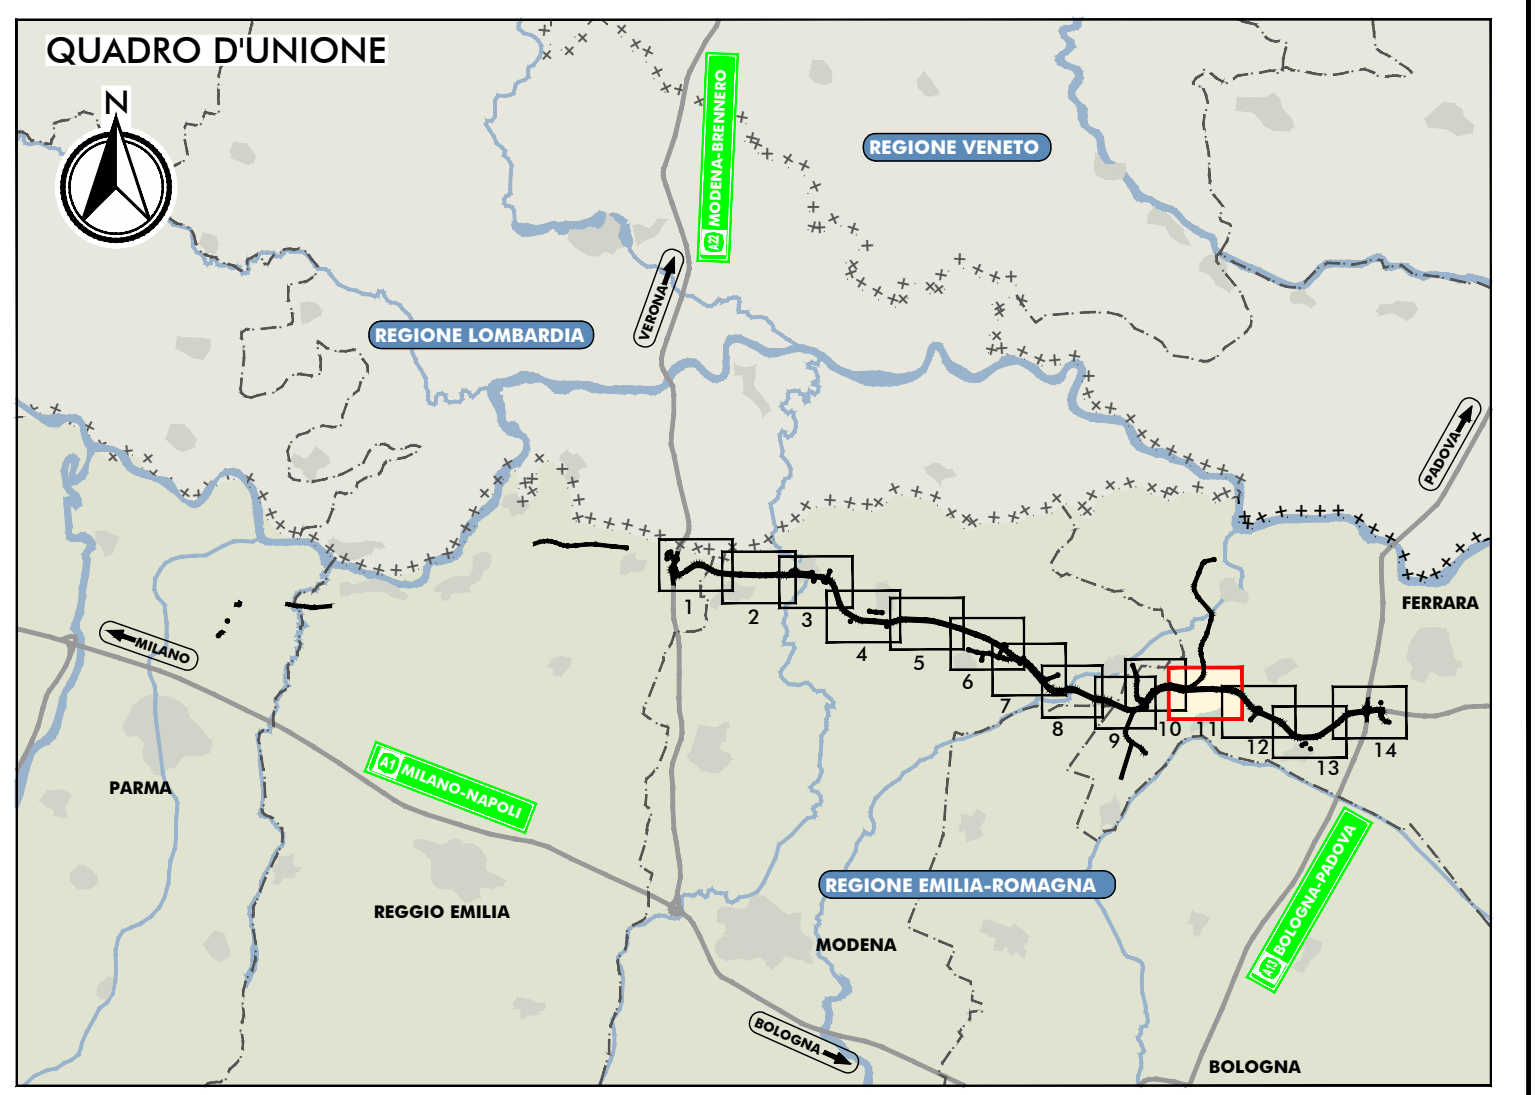 QUADRO D'UNIONE
N
A22 MODENA-BRENNERO
REGIONE VENETO
VERONA
REGIONE LOMBARDIA
PADOVA
FERRARA
MILANO
1
2
3
4
5
6
7
8
9
10
11
12
13
14
PARMA
A1 MILANO-NAPOLI
REGGIO EMILIA
REGIONE EMILIA-ROMAGNA
MODENA
A13 BOLOGNA-PADOVA
BOLOGNA
BOLOGNA